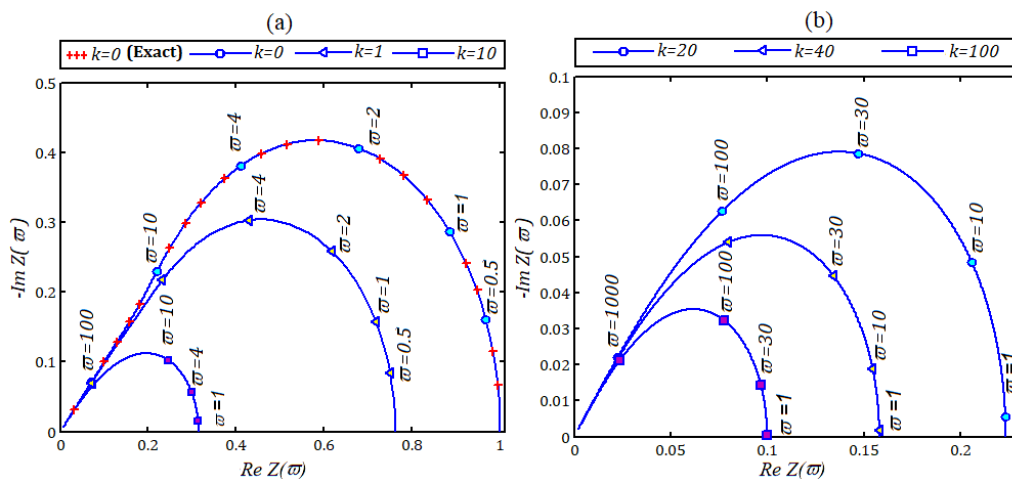 (a)
k=0 (Exact) k=0 k=1 k=10
0.5
0.4
0.3
0.2
0.1
0
-Im Z(ϖ)
ϖ=4
ϖ=2
ϖ=10
ϖ=1
ϖ=0.5
ϖ=4
ϖ=2
ϖ=1
ϖ=0.5
ϖ=100
ϖ=10
ϖ=4
ϖ=1
0 0.2 0.4 0.6 0.8 1
Re Z(ϖ)
(b)
k=20 k=40 k=100
0.1
0.09
0.08
0.07
0.06
0.05
0.04
0.03
0.02
0.01
0
-Im Z(ϖ)
ϖ=30
ϖ=100
ϖ=10
ϖ=1
ϖ=30
ϖ=10
ϖ=1
ϖ=1000
ϖ=100
ϖ=30
ϖ=1
0 0.05 0.1 0.15 0.2
Re Z(ϖ)